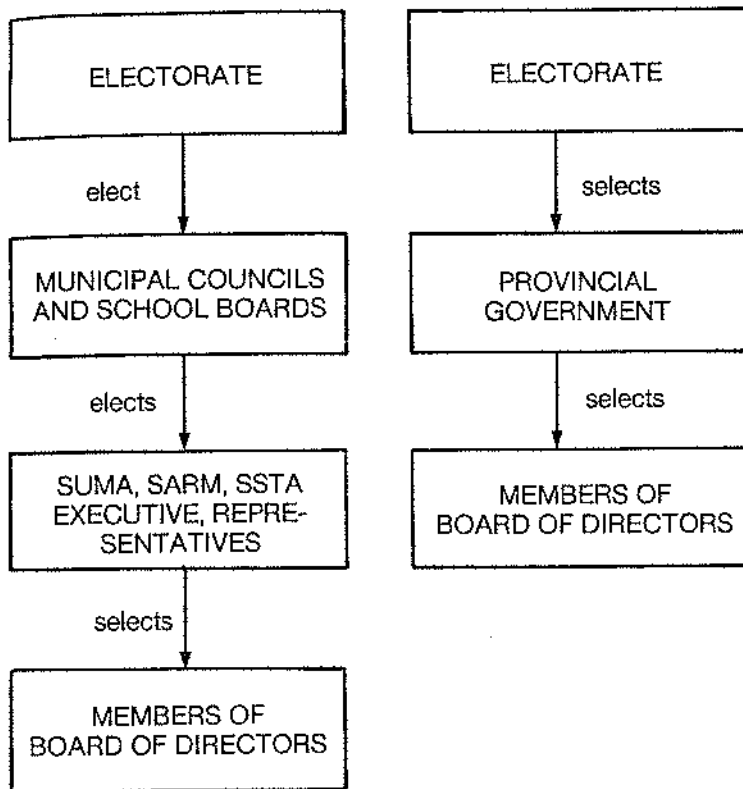 ELECTORATE
elect
MUNICIPAL COUNCILS
AND SCHOOL BOARDS
elects
SUMA, SARM, SSTA
EXECUTIVE, REPRE-
SENTATIVES
selects
MEMBERS OF
BOARD OF DIRECTORS
ELECTORATE
selects
PROVINCIAL
GOVERNMENT
selects
MEMBERS OF
BOARD OF DIRECTORS